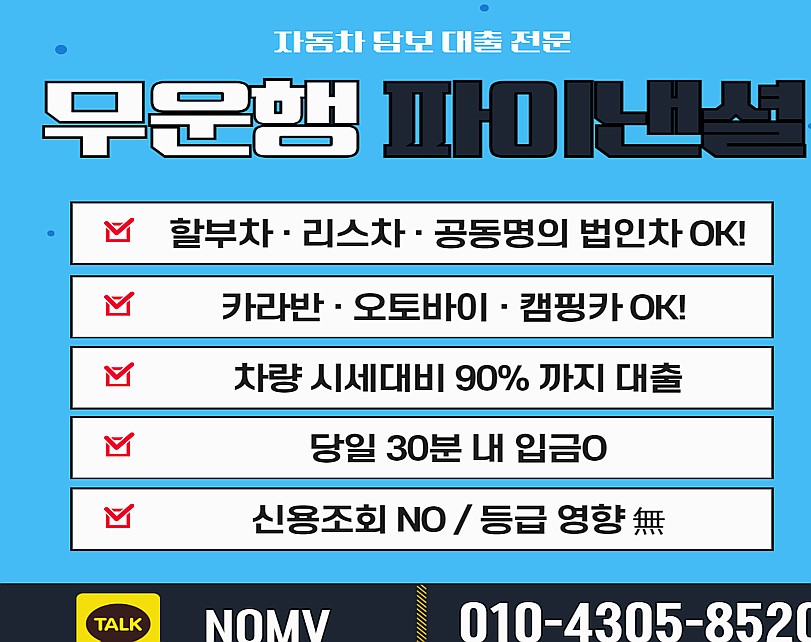 자동차 담보 대출 전문
무운행 파이낸셜
할부차 · 리스차 · 공동명의 법인차 OK!
카라반 · 오토바이 · 캠핑카 OK!
차량 시세대비 90% 까지 대출
당일 30분 내 입금O
신용조회 NO / 등급 영향 無
TALK NOMV 010-4305-8520